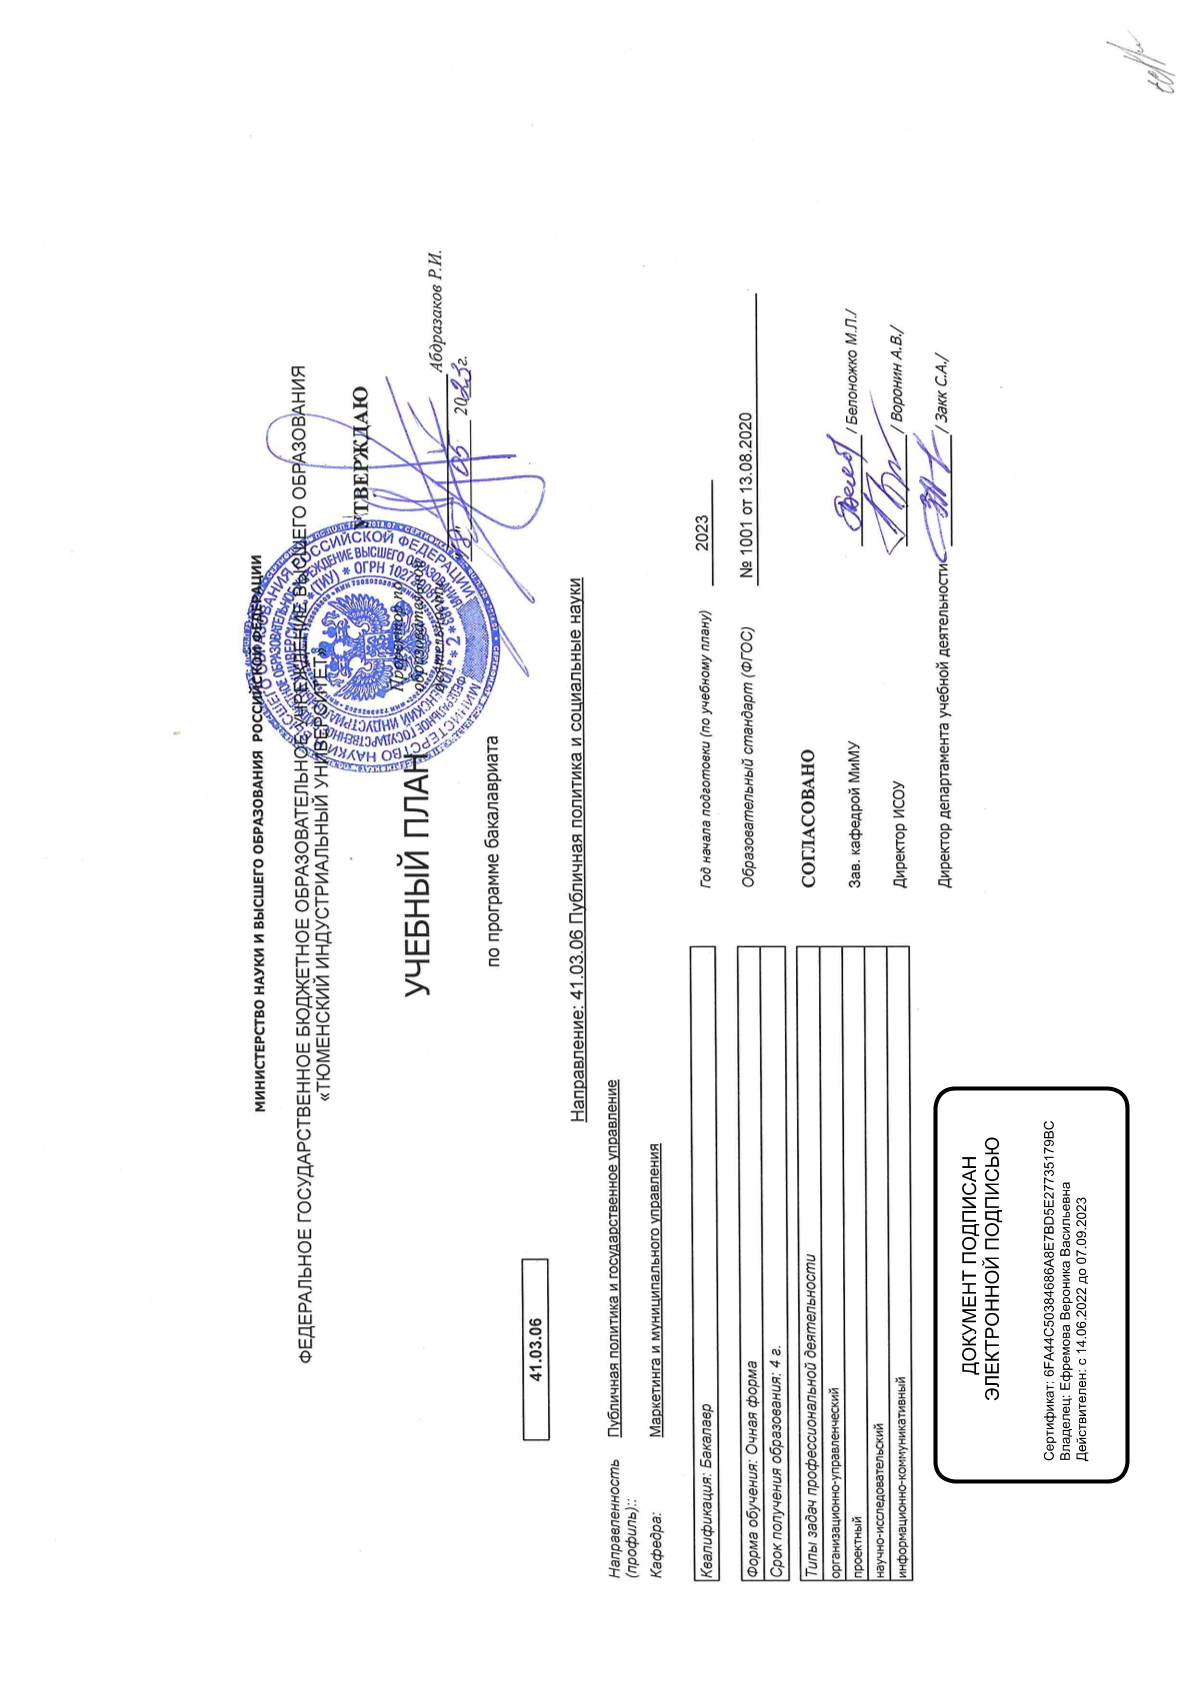 МИНИСТЕРСТВО НАУКИ И ВЫСШЕГО ОБРАЗОВАНИЯ РОССИЙСКОЙ ФЕДЕРАЦИИ
ФЕДЕРАЛЬНОЕ ГОСУДАРСТВЕННОЕ БЮДЖЕТНОЕ ОБРАЗОВАТЕЛЬНОЕ УЧРЕЖДЕНИЕ ВЫСШЕГО ОБРАЗОВАНИЯ
«ТЮМЕНСКИЙ ИНДУСТРИАЛЬНЫЙ УНИВЕРСИТЕТ»
УТВЕРЖДАЮ
Проректор по
образовательной
деятельности
Абдразаков Р.И.
2023г.
УЧЕБНЫЙ ПЛАН
по программе бакалавриата
41.03.06
Направление: 41.03.06 Публичная политика и социальные науки
Направленность
(профиль)::
Публичная политика и государственное управление
Кафедра:
Маркетинга и муниципального управления
Квалификация: Бакалавр
Форма обучения: Очная форма
Срок получения образования: 4 г.
Типы задач профессиональной деятельности
организационно-управленческий
проектный
научно-исследовательский
информационно-коммуникативный
Год начала подготовки (по учебному плану) 2023
Образовательный стандарт (ФГОС) № 1001 от 13.08.2020
СОГЛАСОВАНО
Зав. кафедрой МиМУ / Белоножко М.Л./
Директор ИСОУ / Воронин А.В./
Директор департамента учебной деятельности / Закк С.А./
ДОКУМЕНТ ПОДПИСАН
ЭЛЕКТРОННОЙ ПОДПИСЬЮ
Сертификат: 6FA44C50384686A8E7BD5E27735179BC
Владелец: Ефремова Вероника Васильевна
Действителен: с 14.06.2022 до 07.09.2023